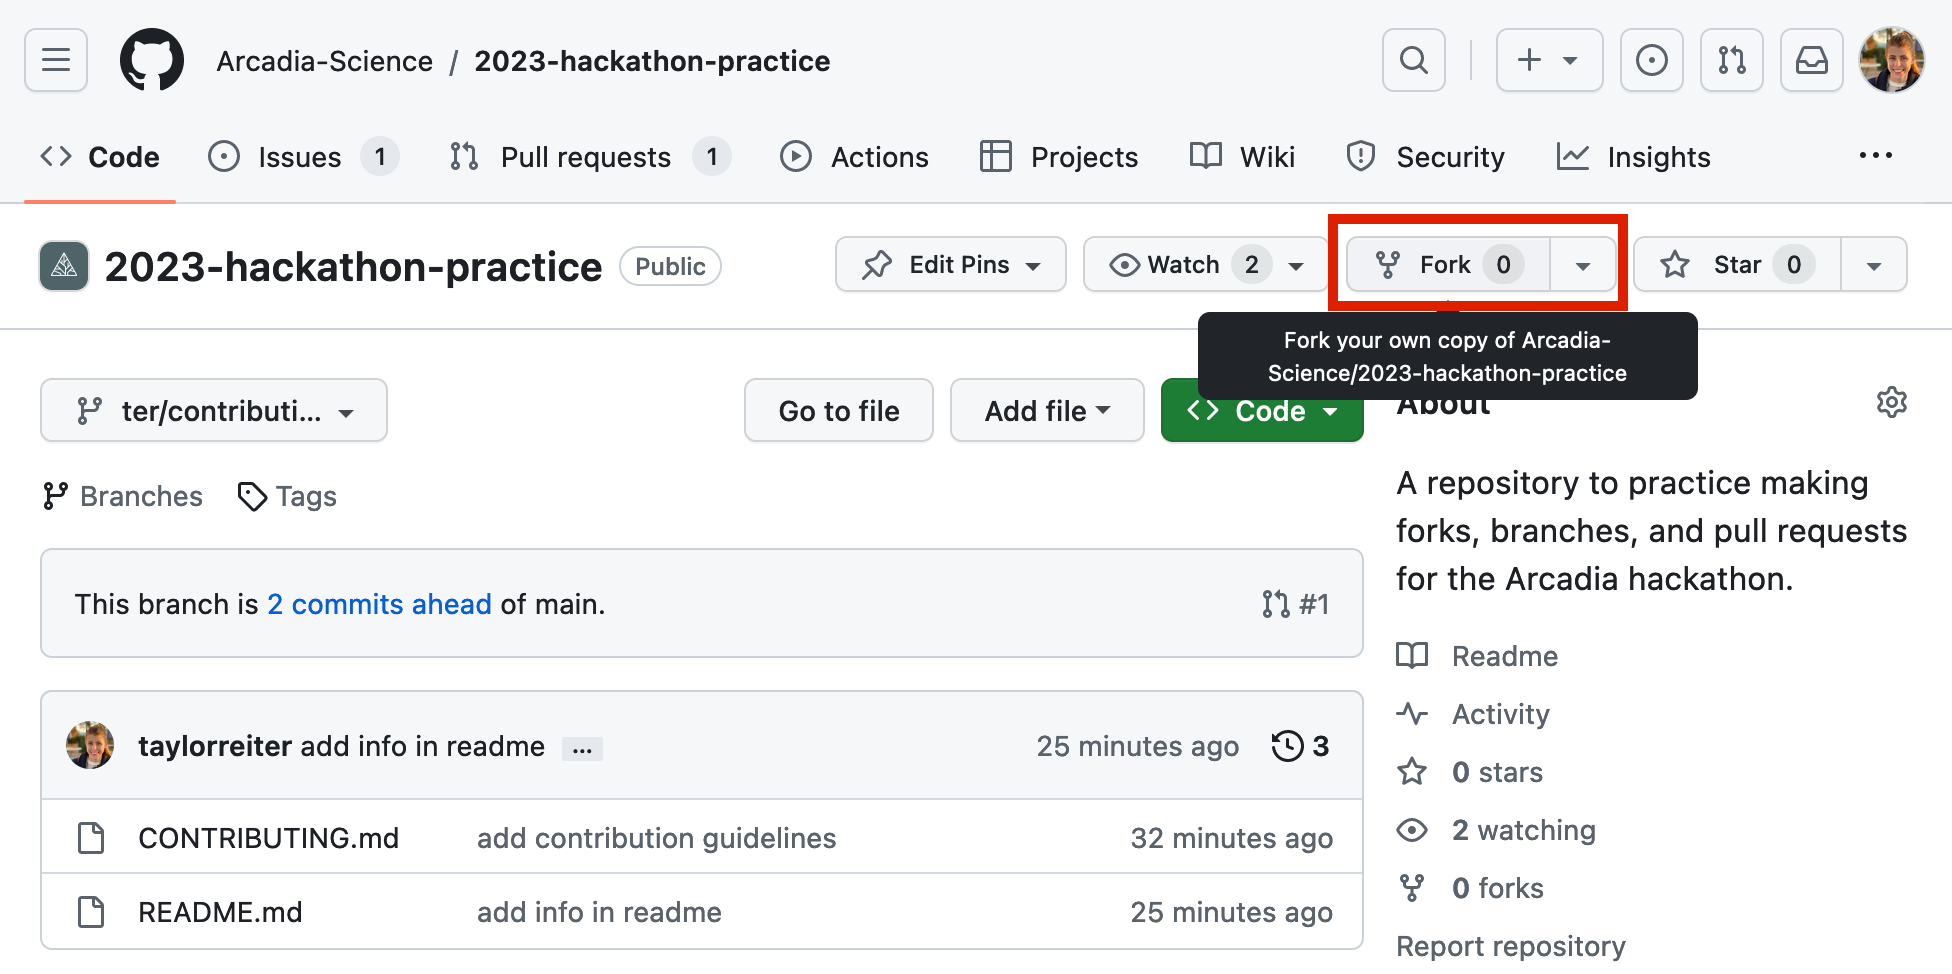 Arcadia-Science / 2023-hackathon-practice
Code Issues 1 Pull requests 1 Actions Projects Wiki Security Insights
2023-hackathon-practice Public Edit Pins Watch 2 Fork 0 Star 0
Fork your own copy of Arcadia-
Science/2023-hackathon-practice
ter/contributi... Go to file Add file Code
Branches Tags
This branch is 2 commits ahead of main. #1
taylorreiter add info in readme ... 25 minutes ago 3
CONTRIBUTING.md add contribution guidelines 32 minutes ago
README.md add info in readme 25 minutes ago
About
A repository to practice making
forks, branches, and pull requests
for the Arcadia hackathon.
Readme
Activity
0 stars
2 watching
0 forks
Report repository